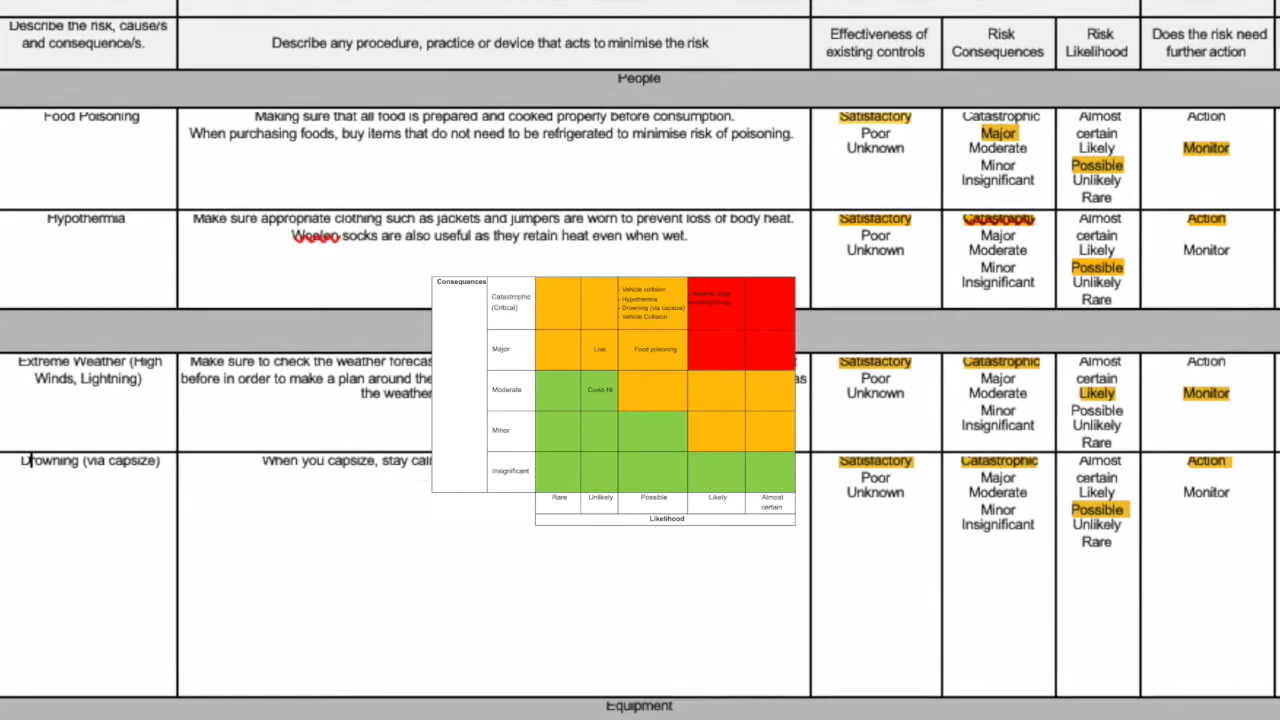 Describe the risk, cause/s
and consequence/s.
Describe any procedure, practice or device that acts to minimise the risk
Effectiveness of
existing controls
Risk
Consequences
Risk
Likelihood
Does the risk need
further action
People
Food Poisoning
Making sure that all food is prepared and cooked properly before consumption.
When purchasing foods, buy items that do not need to be refrigerated to minimise risk of poisoning.
Satisfactory
Poor
Unknown
Catastrophic
Major
Moderate
Minor
Insignificant
Almost
certain
Likely
Possible
Unlikely
Rare
Action
Monitor
Hypothermia
Make sure appropriate clothing such as jackets and jumpers are worn to prevent loss of body heat.
Woolen socks are also useful as they retain heat even when wet.
Satisfactory
Poor
Unknown
Catastrophi
Major
Moderate
Minor
Insignificant
Almost
certain
Likely
Possible
Unlikely
Rare
Action
Monitor
Extreme Weather (High
Winds, Lightning)
Make sure to check the weather forecas
before in order to make a plan around the
as
the weather
Satisfactory
Poor
Unknown
Catastrophic
Major
Moderate
Minor
Insignificant
Almost
certain
Likely
Possible
Unlikely
Rare
Action
Monitor
Drowning (via capsize)
When you capsize, stay cal
Satisfactory
Poor
Unknown
Catastrophic
Major
Moderate
Minor
Insignificant
Almost
certain
Likely
Possible
Unlikely
Rare
Action
Monitor
Equipment
Consequences
Catastrophic
(Critical)
- Vehicle collision
- Hypothermia
- Drowning (via capsize)
- Vehicle Collision
Major
Lost
Food poisoning
Moderate
Covid-19
Minor
Insignificant
Rare
Unlikely
Possible
Likely
Almost
certain
Likelihood